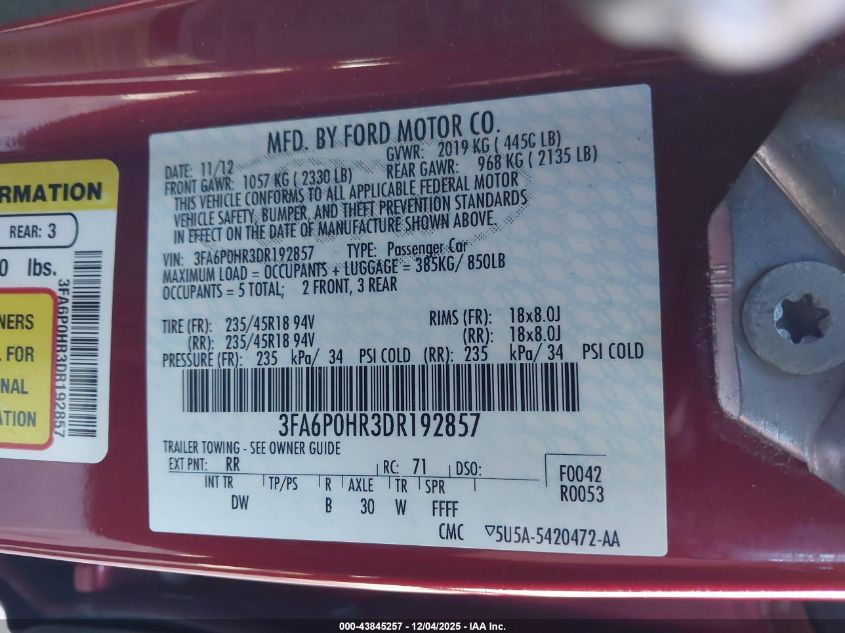 MFD. BY FORD MOTOR CO.
DATE: 11/12 GVWR: 2019 KG ( 445G LB)
FRONT GAWR: 1057 KG ( 2330 LB) REAR GAWR: 968 KG ( 2135 LB)
THIS VEHICLE CONFORMS TO ALL APPLICABLE FEDERAL MOTOR
VEHICLE SAFETY, BUMPER, AND THEFT PREVENTION STANDARDS
IN EFFECT ON THE DATE OF MANUFACTURE SHOWN ABOVE.
VIN: 3FA6P0HR3DR192857 TYPE: Passenger Car
MAXIMUM LOAD = OCCUPANTS + LUGGAGE = 385KG/ 850LB
OCCUPANTS = 5 TOTAL; 2 FRONT, 3 REAR
TIRE (FR): 235/45R18 94V RIMS (FR): 18x8.0J
(RR): 235/45R18 94V (RR): 18x8.0J
PRESSURE (FR): 235 kPa/ 34 PSI COLD (RR): 235 kPa/ 34 PSI COLD
3FA6P0HR3DR192857
TRAILER TOWING - SEE OWNER GUIDE
EXT PNT: RR RC: 71 DSO: F0042
INT TR TP/PS R AXLE TR SPR R0053
DW B 30 W FFFF
CMC ▽5U5A-5420472-AA
ORMATION
REAR: 3
0 lbs.
NERS
L FOR
NAL
ATION
3FA6P0HR3DR192857
000-43845257 - 12/04/2025 - IAA Inc.